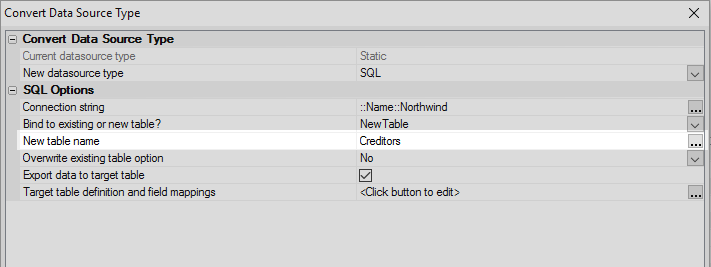 Convert Data Source Type
Convert Data Source Type
Current datasource type Static
New datasource type SQL
SQL Options
Connection string ::Name::Northwind
Bind to existing or new table? NewTable
New table name Creditors ...
Overwrite existing table option No
Export data to target table
Target table definition and field mappings <Click button to edit> ...